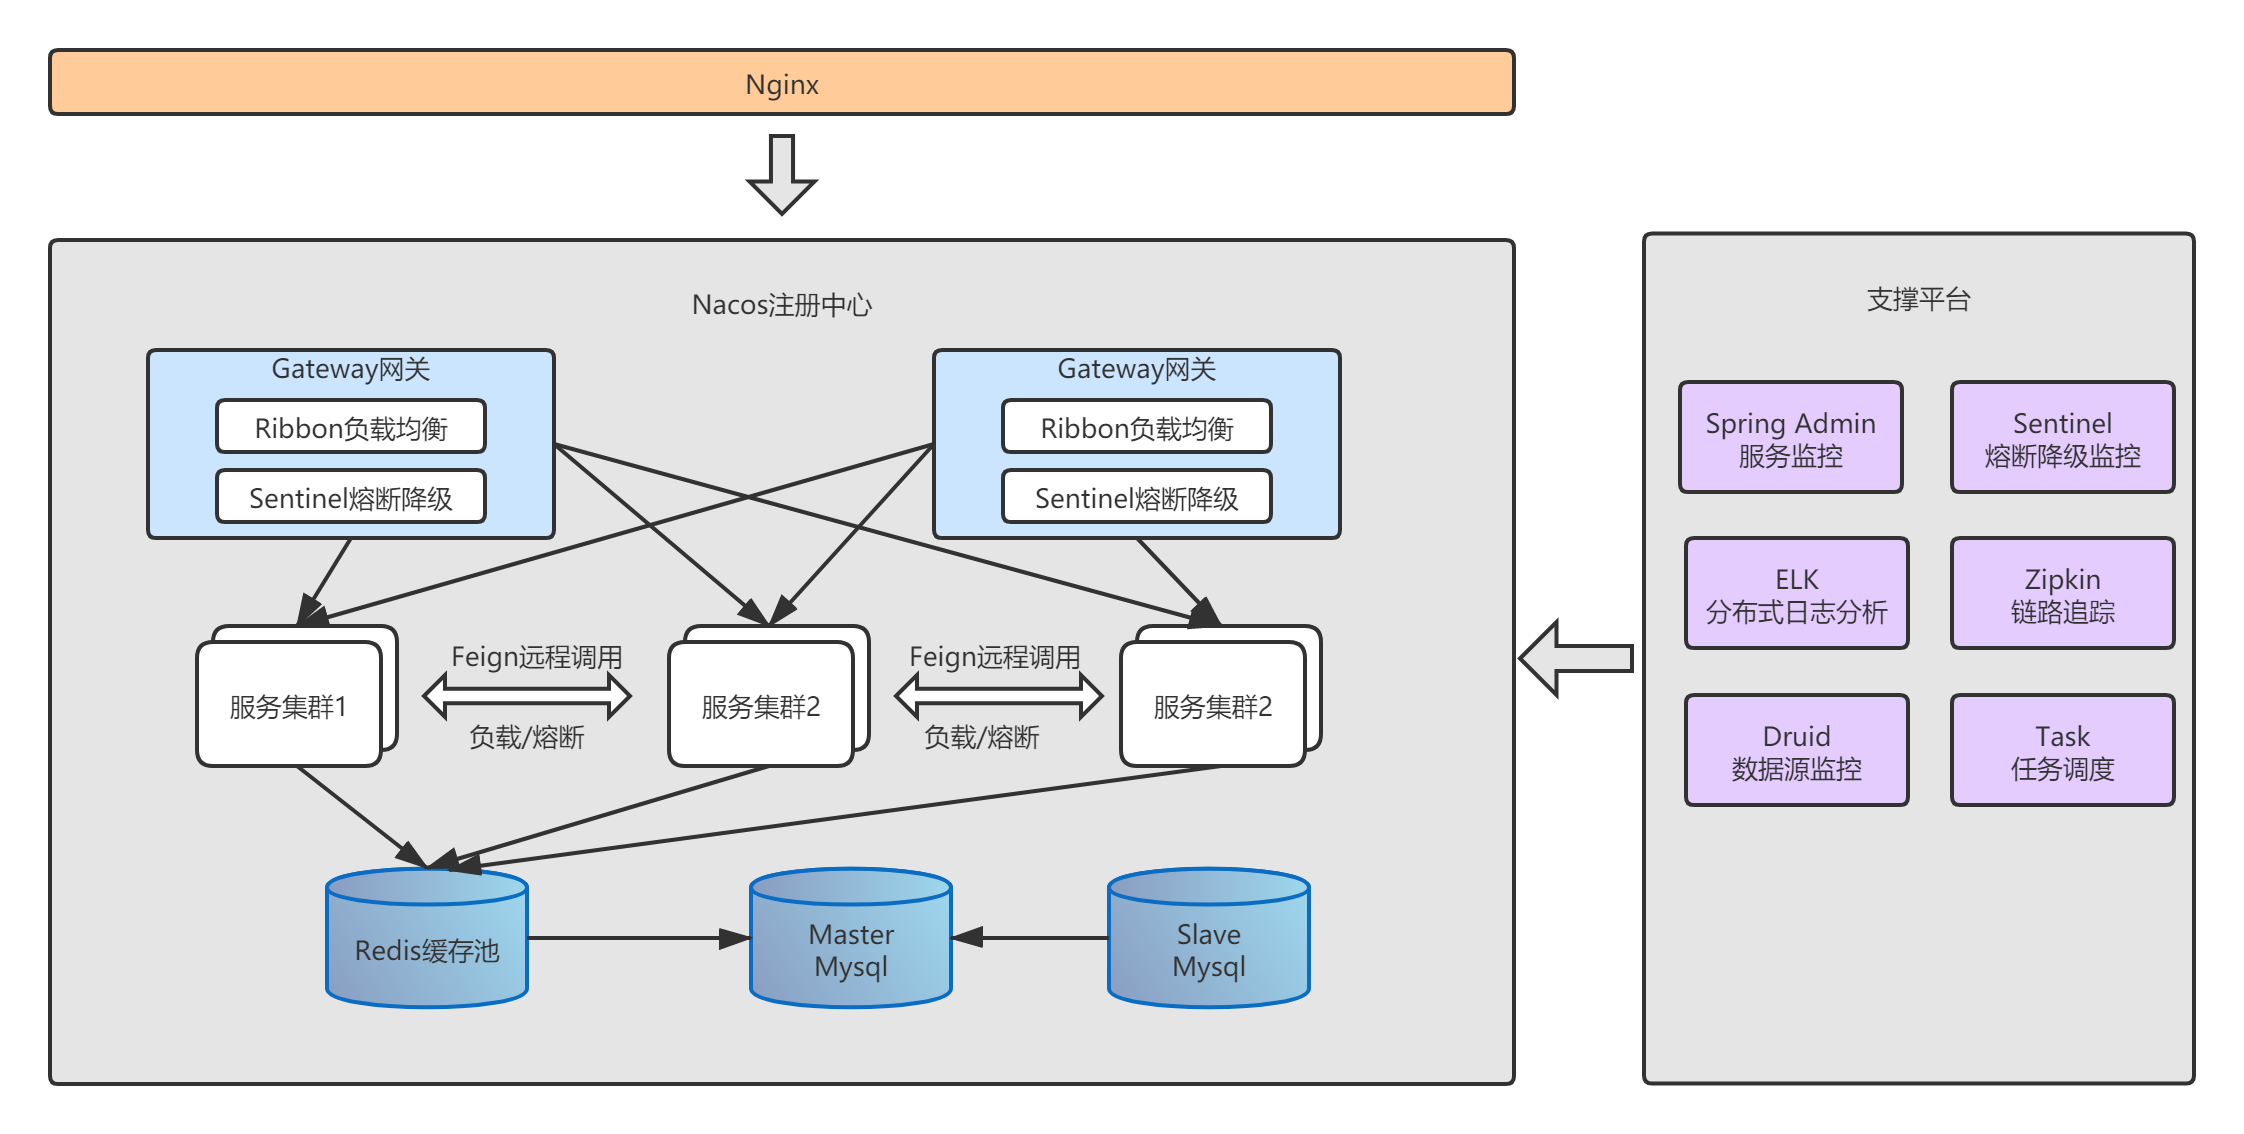 Nginx
Nacos注册中心
Gateway网关
Ribbon负载均衡
Sentinel熔断降级
Gateway网关
Ribbon负载均衡
Sentinel熔断降级
服务集群1
Feign远程调用
负载/熔断
服务集群2
Feign远程调用
负载/熔断
服务集群2
Redis缓存池
Master
Mysql
Slave
Mysql
支撑平台
Spring Admin
服务监控
Sentinel
熔断降级监控
ELK
分布式日志分析
Zipkin
链路追踪
Druid
数据源监控
Task
任务调度